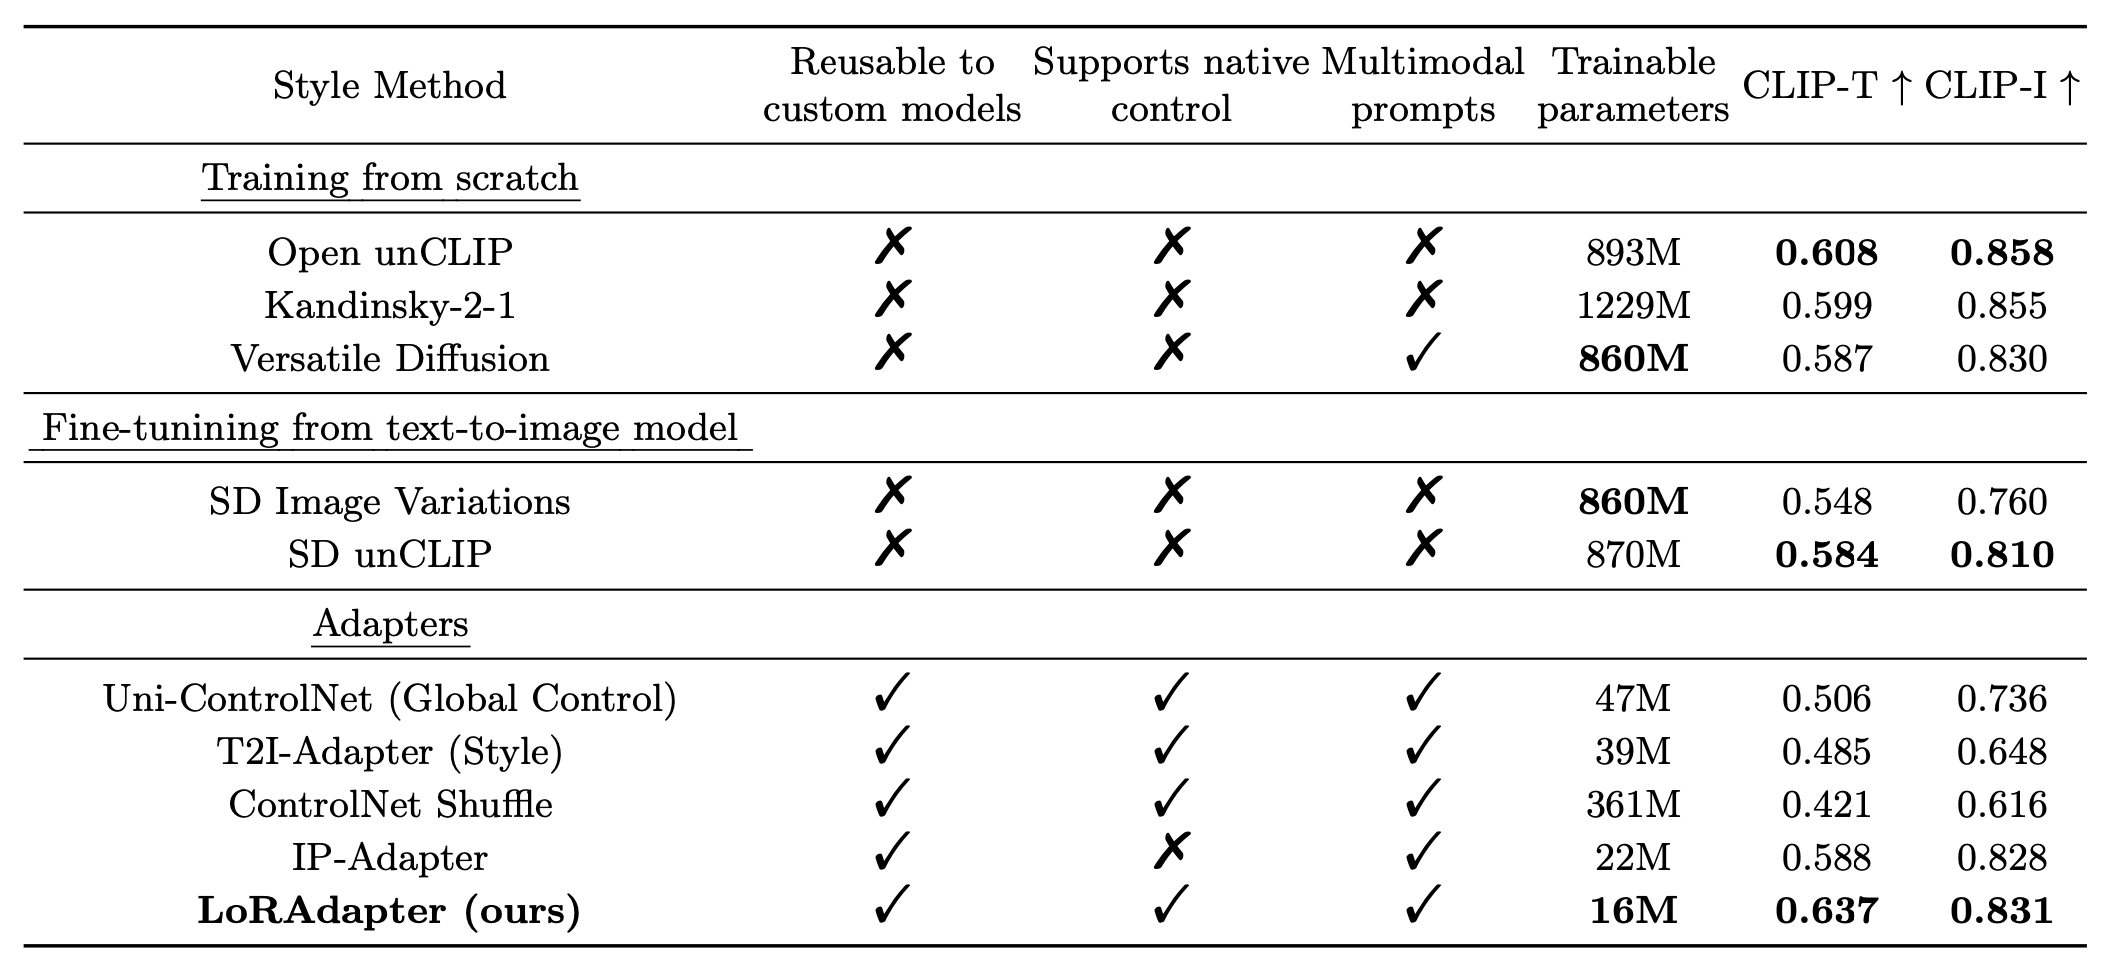 Style Method | Reusable to custom models | Supports native control | Multimodal prompts | Trainable parameters | CLIP-T ↑ | CLIP-I ↑
Training from scratch
Open unCLIP ✗ ✗ ✗ 893M 0.608 0.858
Kandinsky-2-1 ✗ ✗ ✗ 1229M 0.599 0.855
Versatile Diffusion ✗ ✗ ✓ 860M 0.587 0.830
Fine-tunining from text-to-image model
SD Image Variations ✗ ✗ ✗ 860M 0.548 0.760
SD unCLIP ✗ ✗ ✗ 870M 0.584 0.810
Adapters
Uni-ControlNet (Global Control) ✓ ✓ ✓ 47M 0.506 0.736
T2I-Adapter (Style) ✓ ✓ ✓ 39M 0.485 0.648
ControlNet Shuffle ✓ ✓ ✓ 361M 0.421 0.616
IP-Adapter ✓ ✗ ✓ 22M 0.588 0.828
LoRAdapter (ours) ✓ ✓ ✓ 16M 0.637 0.831